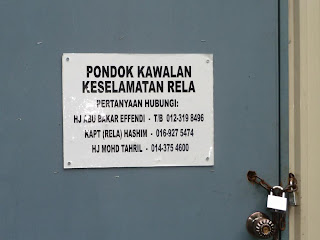 PONDOK KAWALAN
KESELAMATAN RELA
PERTANYAAN HUBUNGI:
HJ ABU BAKAR EFFENDI - T/B 012-319 8496
KAPT (RELA) HASHIM - 016-927 5474
HJ MOHD TAHRIL - 014-375 4600